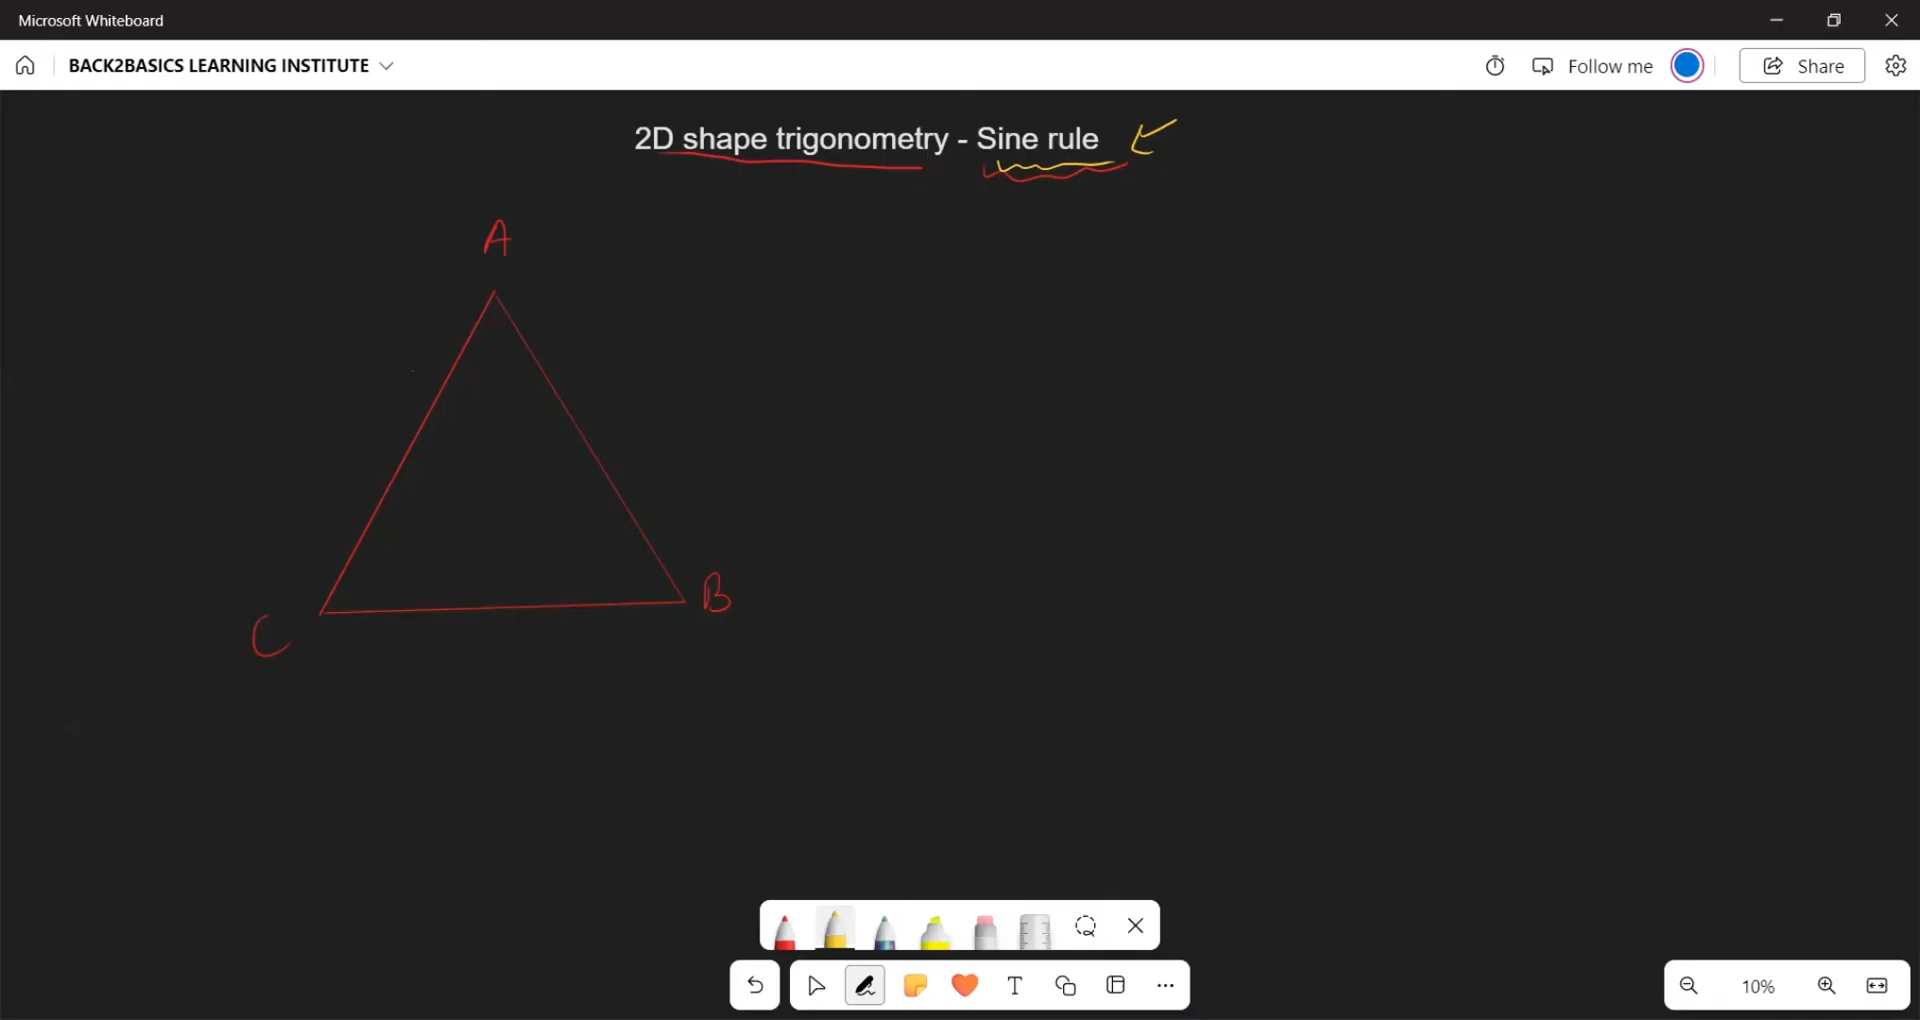 Microsoft Whiteboard
BACK2BASICS LEARNING INSTITUTE
Follow me
Share
2D shape trigonometry - Sine rule
A
B
C
10%